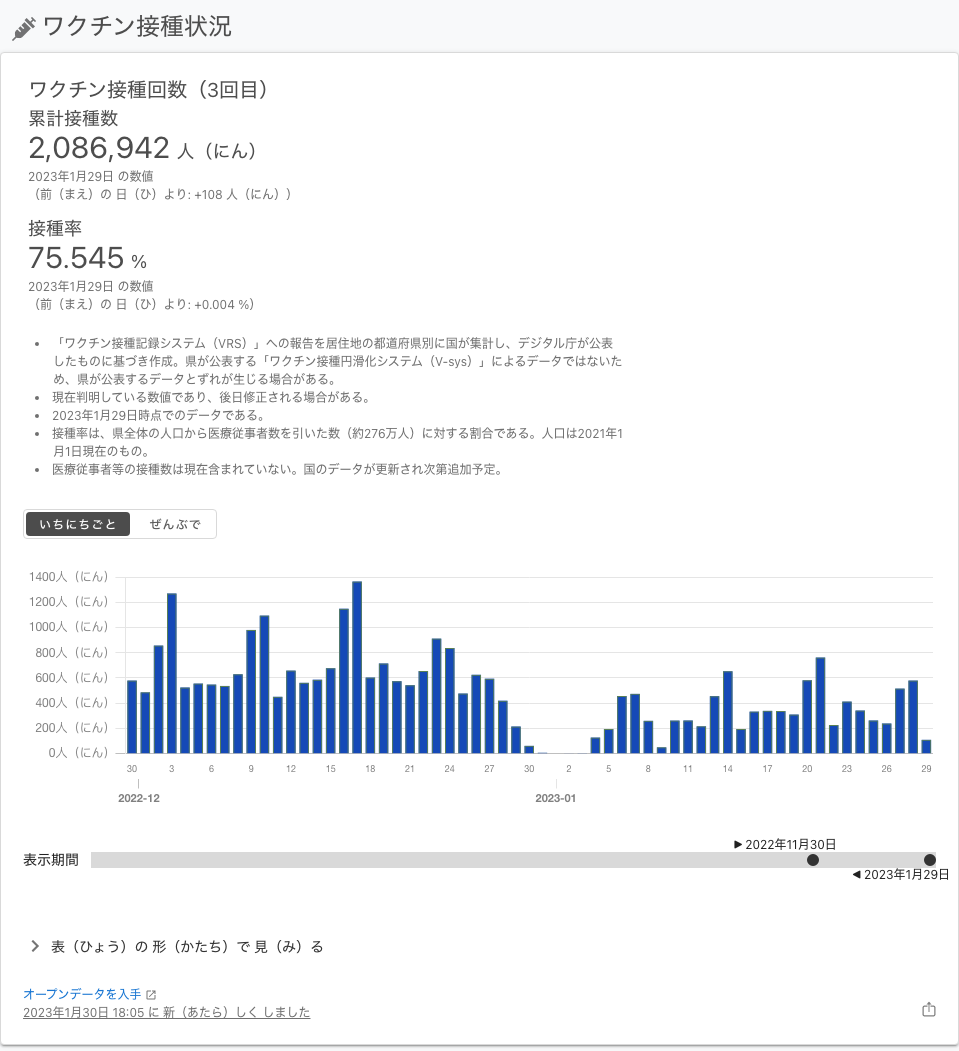 ワクチン接種状況
ワクチン接種回数（3回目）
累計接種数
2,086,942 人（にん）
2023年1月29日 の数値
（前（まえ）の 日（ひ）より: +108 人（にん））
接種率
75.545 %
2023年1月29日 の数値
（前（まえ）の 日（ひ）より: +0.004 %）
「ワクチン接種記録システム（VRS）」への報告を居住地の都道府県別に国が集計し、デジタル庁が公表
したものに基づき作成。県が公表する「ワクチン接種円滑化システム（V-sys）」によるデータではないた
め、県が公表するデータとずれが生じる場合がある。
現在判明している数値であり、後日修正される場合がある。
2023年1月29日時点でのデータである。
接種率は、県全体の人口から医療従事者数を引いた数（約276万人）に対する割合である。人口は2021年1
月1日現在のもの。
医療従事者等の接種数は現在含まれていない。国のデータが更新され次第追加予定。
いちにちごと ぜんぶで
1400人（にん）
1200人（にん）
1000人（にん）
800人（にん）
600人（にん）
400人（にん）
200人（にん）
0人（にん）
30 3 6 9 12 15 18 21 24 27 30 2 5 8 11 14 17 20 23 26 29
2022-12 2023-01
▶ 2022年11月30日
表示期間
◀ 2023年1月29日
表（ひょう）の 形（かたち）で 見（み）る
オープンデータを入手
2023年1月30日 18:05 に 新（あたら）しく しました